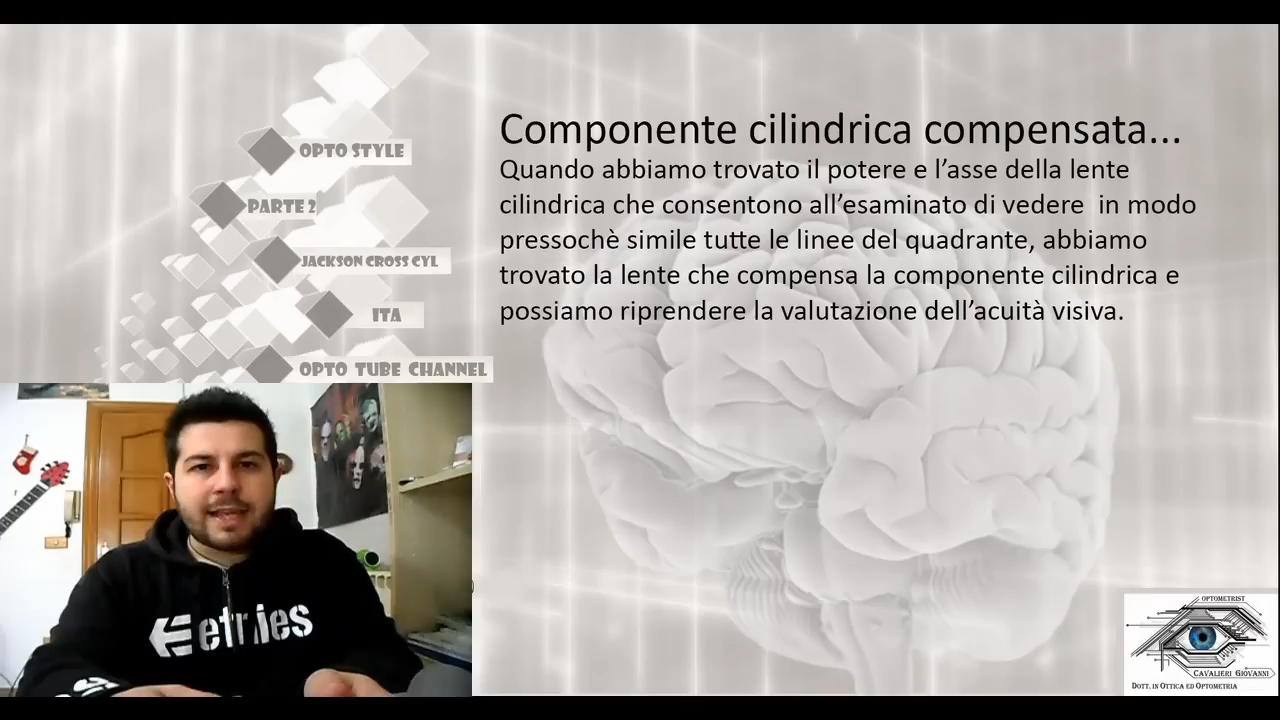 OPTO STYLE
PARTE 2
JACKSON CROSS CYL
ITA
OPTO TUBE CHANNEL
Componente cilindrica compensata...
Quando abbiamo trovato il potere e l’asse della lente
cilindrica che consentono all’esaminato di vedere in modo
pressochè simile tutte le linee del quadrante, abbiamo
trovato la lente che compensa la componente cilindrica e
possiamo riprendere la valutazione dell’acuità visiva.
etnies
OPTOMETRIST
CAVALIERI GIOVANNI
DOTT. IN OTTICA ED OPTOMETRIA